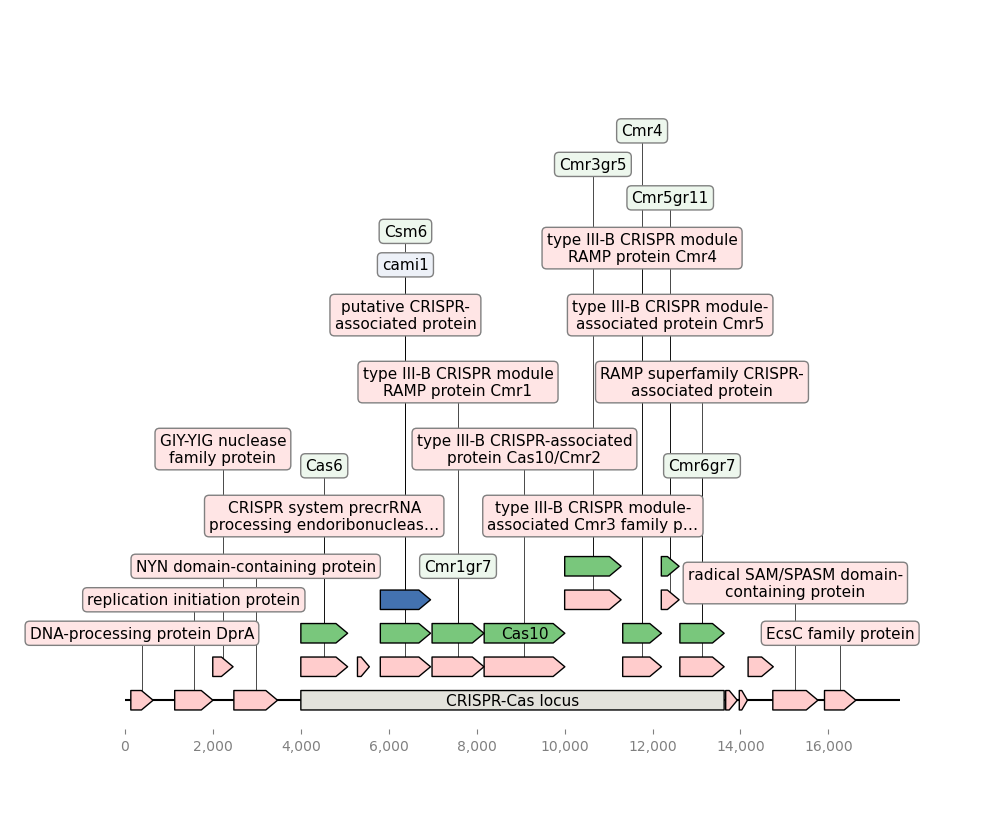 Cmr4
Cmr3gr5
Cmr5gr11
Csm6
type III-B CRISPR module
RAMP protein Cmr4
cami1
putative CRISPR-
associated protein
type III-B CRISPR module-
associated protein Cmr5
type III-B CRISPR module
RAMP protein Cmr1
RAMP superfamily CRISPR-
associated protein
GIY-YIG nuclease
family protein
Cas6
type III-B CRISPR-associated
protein Cas10/Cmr2
Cmr6gr7
CRISPR system precrRNA
processing endoribonucleas...
type III-B CRISPR module-
associated Cmr3 family p...
NYN domain-containing protein
Cmr1gr7
radical SAM/SPASM domain-
containing protein
replication initiation protein
DNA-processing protein DprA
Cas10
EcsC family protein
CRISPR-Cas locus
0 2,000 4,000 6,000 8,000 10,000 12,000 14,000 16,000